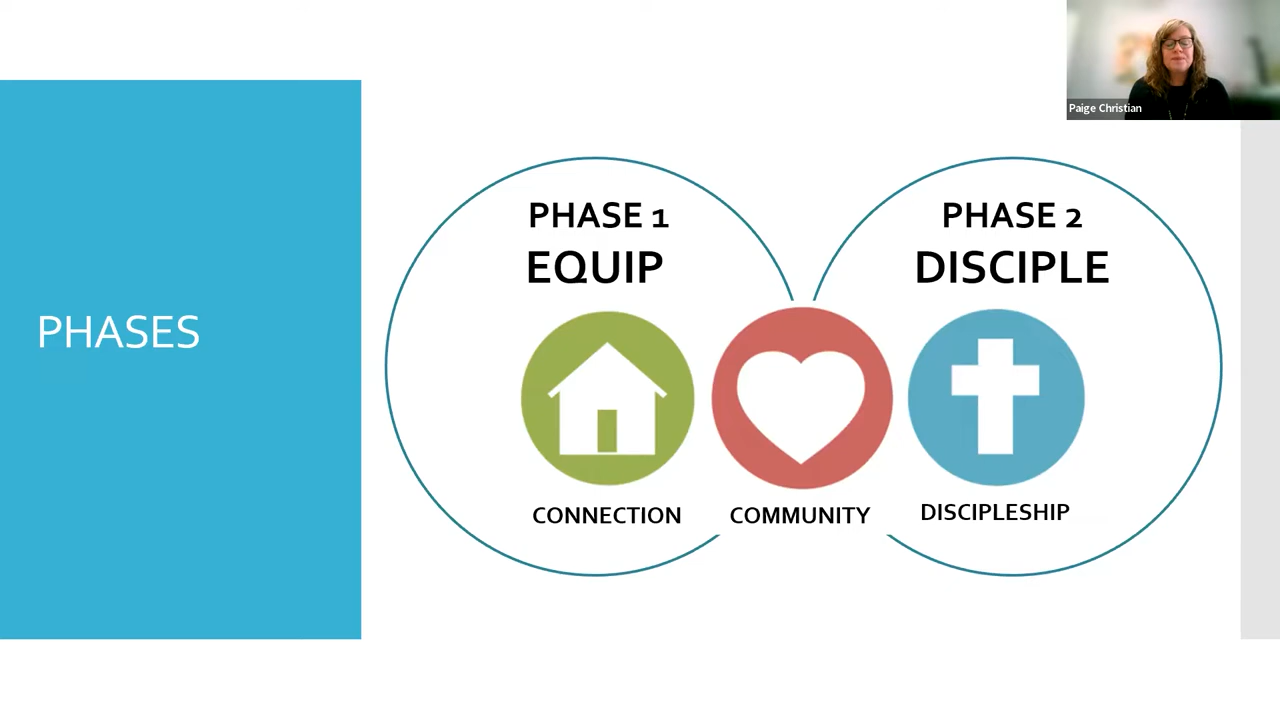 Paige Christian
PHASES
PHASE 1
EQUIP
PHASE 2
DISCIPLE
CONNECTION
COMMUNITY
DISCIPLESHIP